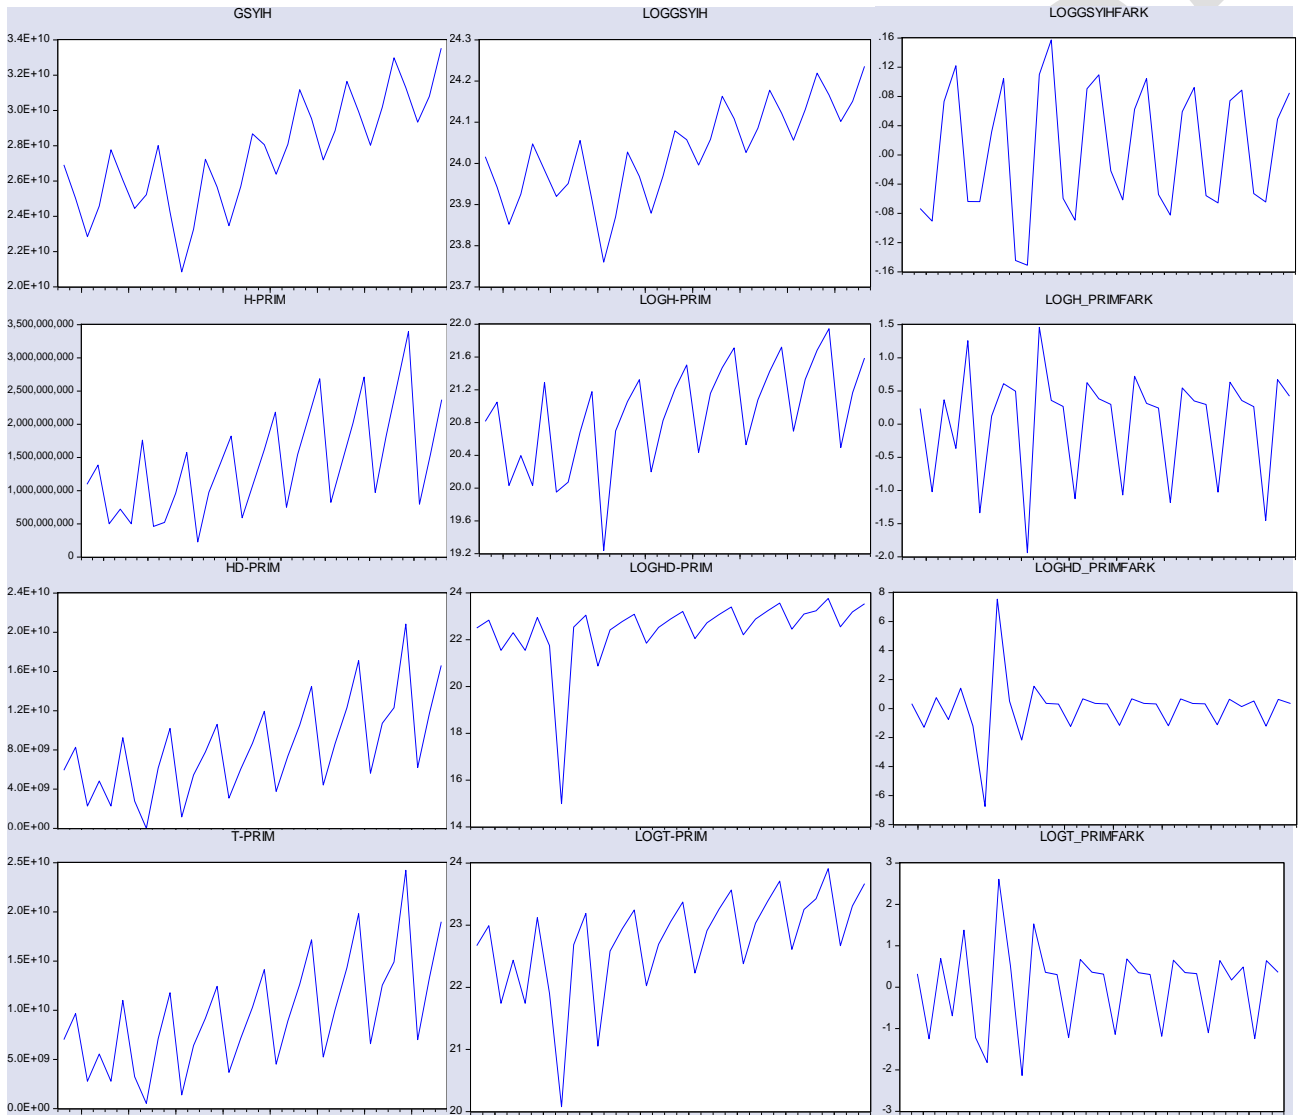 GSYIH
3.4E+10
3.2E+10
3.0E+10
2.8E+10
2.6E+10
2.4E+10
2.2E+10
2.0E+10
LOGGSYIH
24.3
24.2
24.1
24.0
23.9
23.8
23.7
LOGGSYIHFARK
.16
.12
.08
.04
.00
-.04
-.08
-.12
-.16
H-PRIM
3,500,000,000
3,000,000,000
2,500,000,000
2,000,000,000
1,500,000,000
1,000,000,000
500,000,000
0
LOGH-PRIM
22.0
21.6
21.2
20.8
20.4
20.0
19.6
19.2
LOGH_PRIMFARK
1.5
1.0
0.5
0.0
-0.5
-1.0
-1.5
-2.0
HD-PRIM
2.4E+10
2.0E+10
1.6E+10
1.2E+10
8.0E+09
4.0E+09
0.0E+00
LOGHD-PRIM
24
22
20
18
16
14
LOGHD_PRIMFARK
8
6
4
2
0
-2
-4
-6
-8
T-PRIM
2.5E+10
2.0E+10
1.5E+10
1.0E+10
5.0E+09
0.0E+00
LOGT-PRIM
24
23
22
21
20
LOGT_PRIMFARK
3
2
1
0
-1
-2
-3